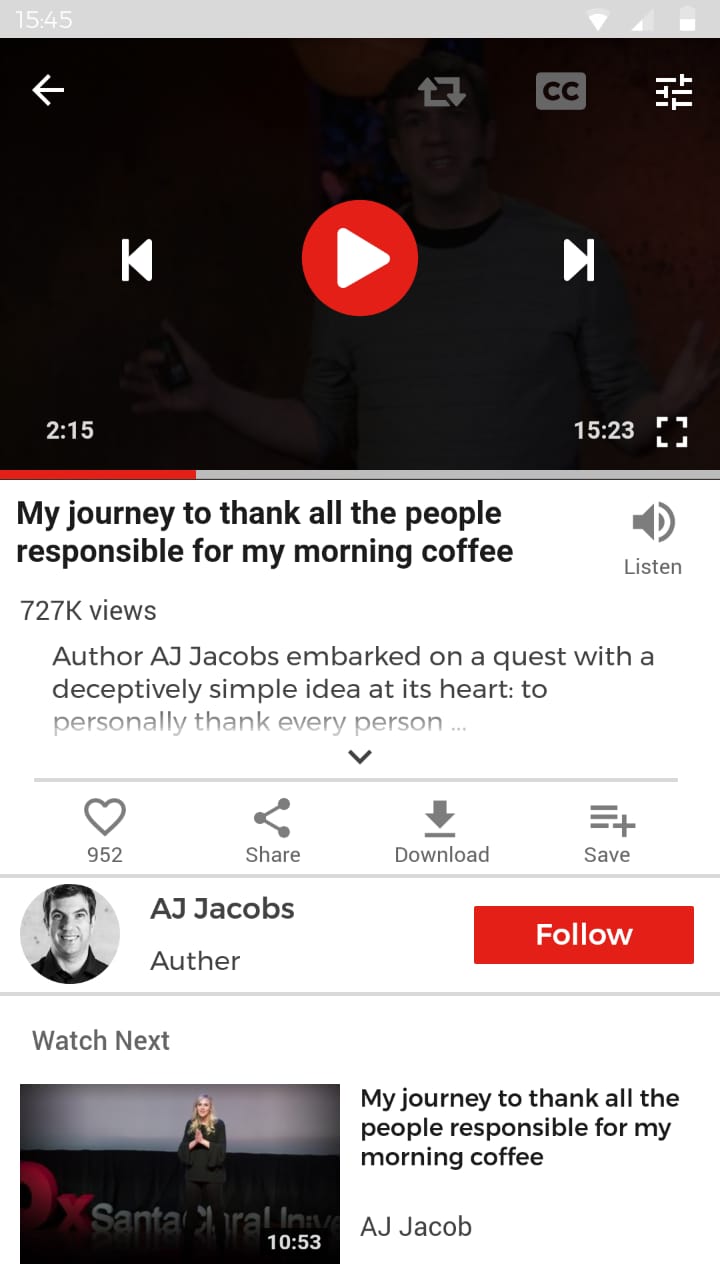 15:45
CC
2:15
15:23
My journey to thank all the people
responsible for my morning coffee
Listen
727K views
Author AJ Jacobs embarked on a quest with a
deceptively simple idea at its heart: to
personally thank every person ...
952
Share
Download
Save
AJ Jacobs
Auther
Follow
Watch Next
My journey to thank all the
people responsible for my
morning coffee
Santa
10:53
AJ Jacob